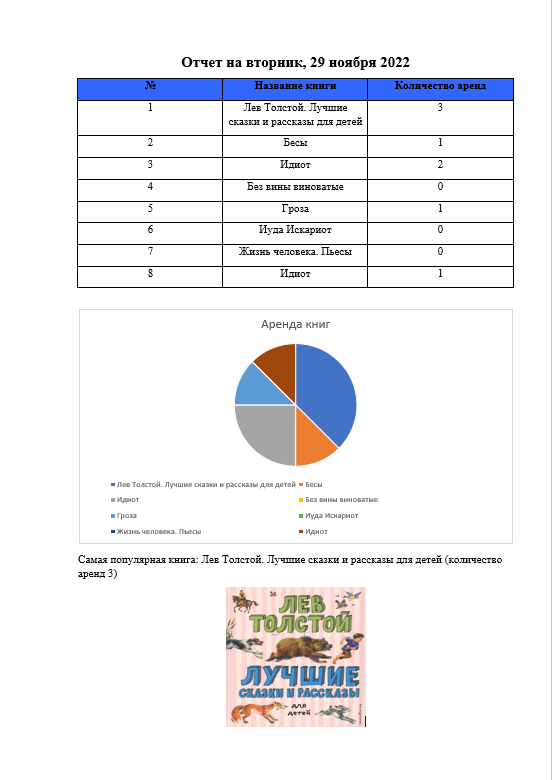 Отчет на вторник, 29 ноября 2022
№ Название книги Количество аренд
1 Лев Толстой. Лучшие сказки и рассказы для детей 3
2 Бесы 1
3 Идиот 2
4 Без вины виноватые 0
5 Гроза 1
6 Иуда Искариот 0
7 Жизнь человека. Пьесы 0
8 Идиот 1
Аренда книг
Лев Толстой. Лучшие сказки и рассказы для детей Бесы
Идиот Без вины виноватые
Гроза Иуда Искариот
Жизнь человека. Пьесы Идиот
Самая популярная книга: Лев Толстой. Лучшие сказки и рассказы для детей (количество
аренд 3)
ЛЕВ
ТОЛСТОЙ
ЛУЧШИЕ
СКАЗКИ И РАССКАЗЫ
для
детей